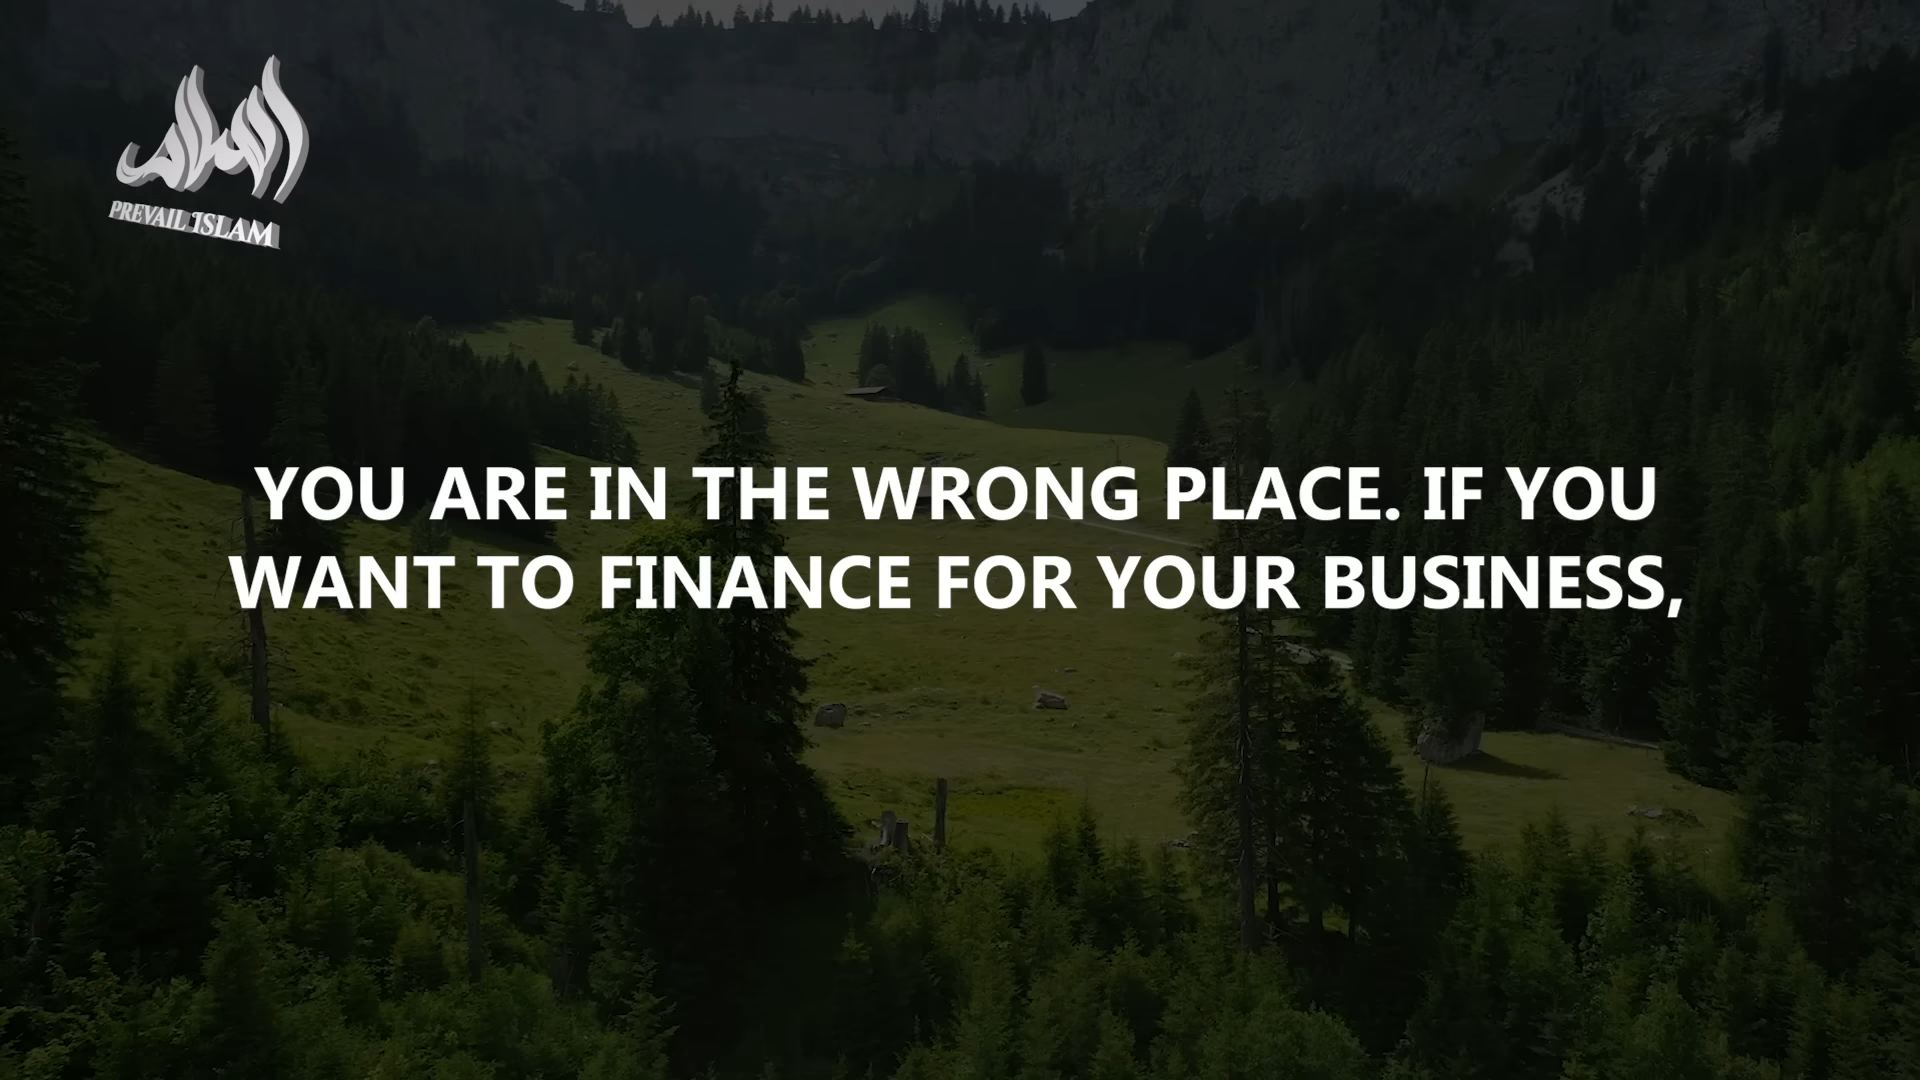 PREVAIL ISLAM
YOU ARE IN THE WRONG PLACE. IF YOU
WANT TO FINANCE FOR YOUR BUSINESS,